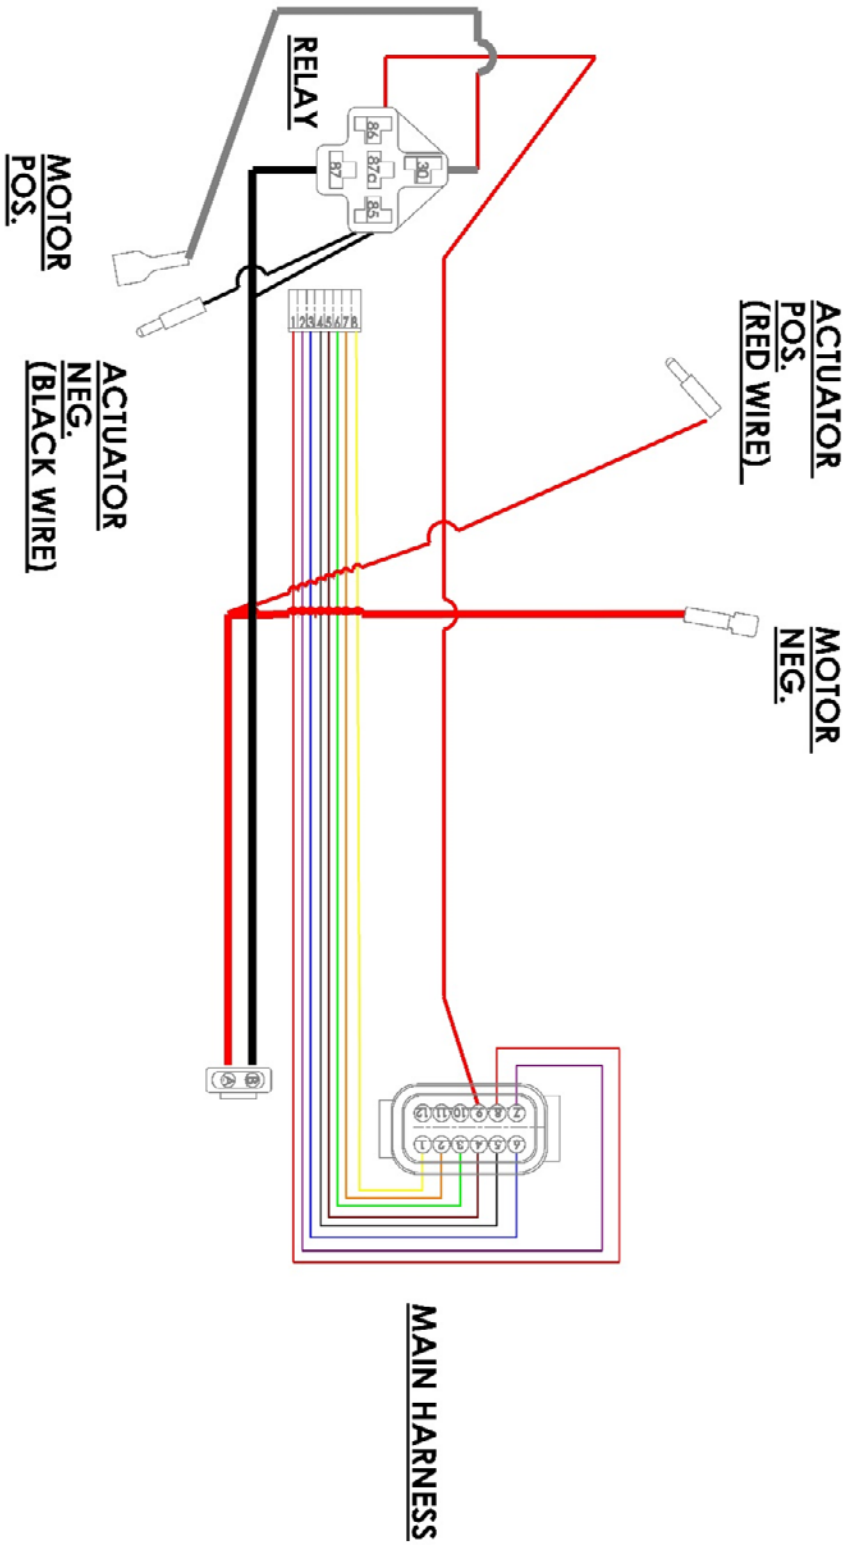 RELAY
86
30
87a
87
85
MOTOR
POS.
ACTUATOR
NEG.
(BLACK WIRE)
1 2 3 4 5 6 7 8
ACTUATOR
POS.
(RED WIRE)
MOTOR
NEG.
A B
12 11 10 9 8 7
1 2 3 4 5 6
MAIN HARNESS